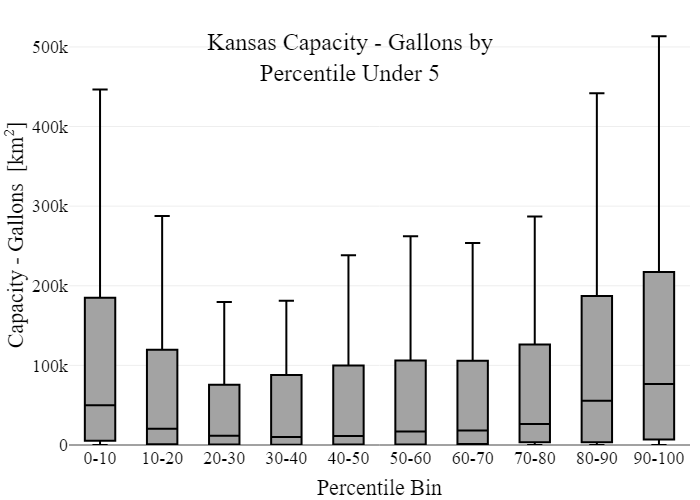 Kansas Capacity - Gallons by
Percentile Under 5
Capacity - Gallons [km²]
500k
400k
300k
200k
100k
0
0-10 10-20 20-30 30-40 40-50 50-60 60-70 70-80 80-90 90-100
Percentile Bin